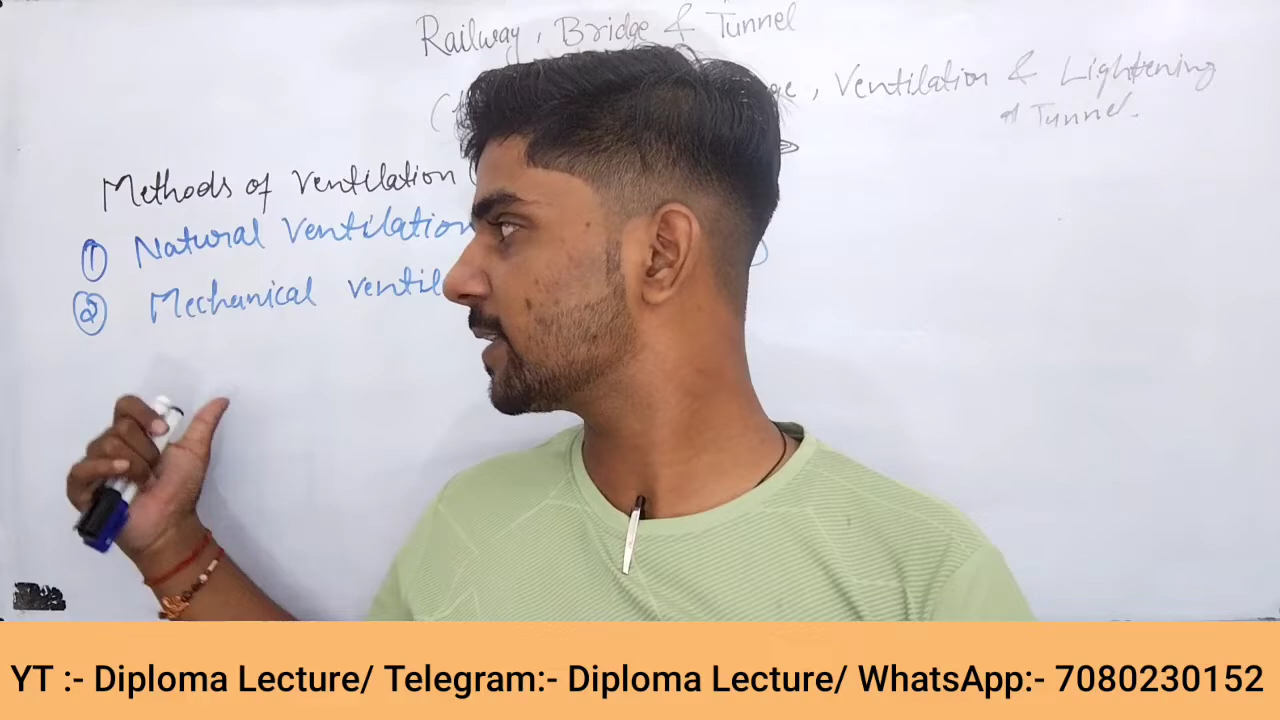 Railway, Bridge & Tunnel
, Ventilation & Lightening
of Tunnel.
Methods of Ventilation (
① Natural Ventilation
② Mechanical ventil
YT :- Diploma Lecture/ Telegram:- Diploma Lecture/ WhatsApp:- 7080230152